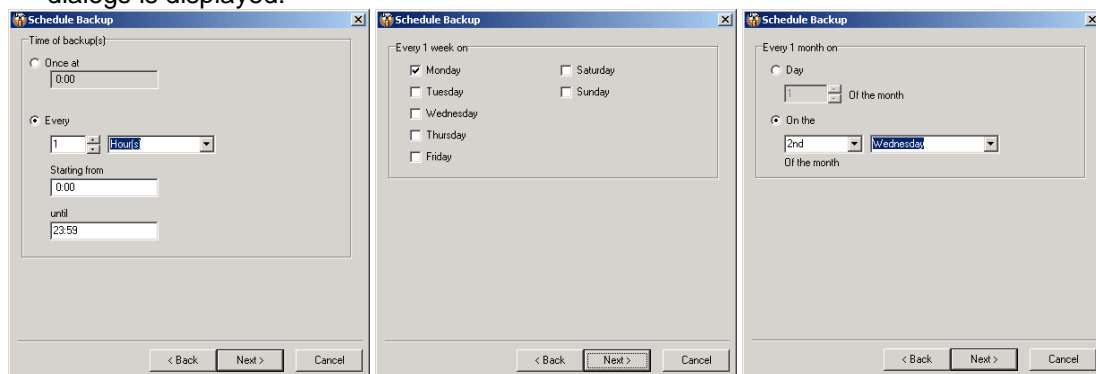 dialogs is displayed.
Schedule Backup
Time of backup(s)
Once at
0:00
Every
1 Hour(s)
Starting from
0:00
until
23:59
< Back Next > Cancel
Schedule Backup
Every 1 week on
Monday Saturday
Tuesday Sunday
Wednesday
Thursday
Friday
< Back Next > Cancel
Schedule Backup
Every 1 month on
Day
1 Of the month
On the
2nd Wednesday
Of the month
< Back Next > Cancel